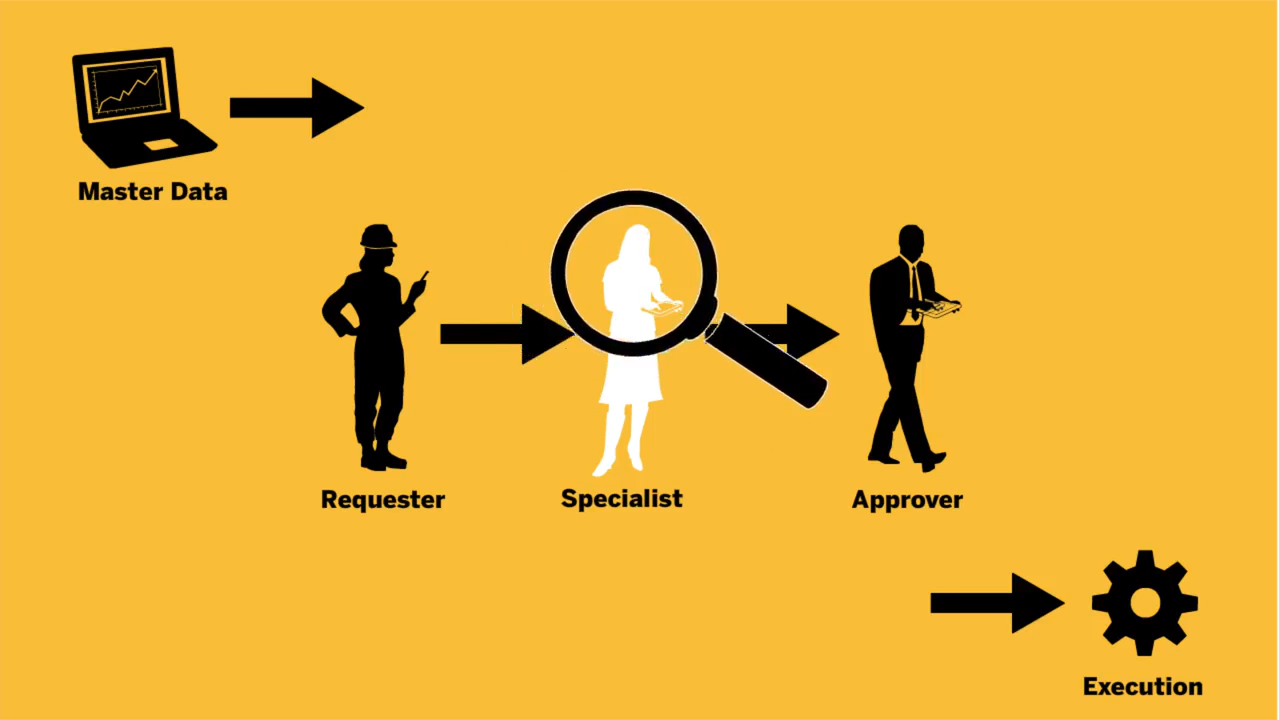 Master Data
Requester
Specialist
Approver
Execution